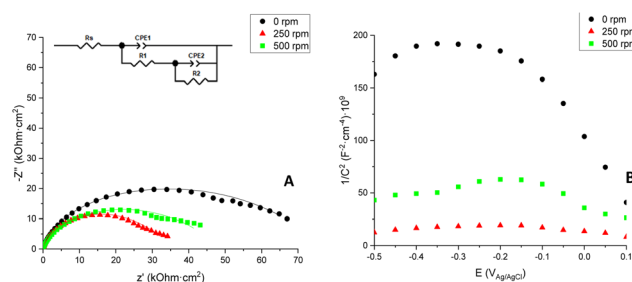 0 rpm
250 rpm
500 rpm
Rs
CPE1
R1
CPE2
R2
70
60
50
40
30
20
10
0
-Z'' (kOhm·cm²)
A
0 10 20 30 40 50 60 70
z' (kOhm·cm²)
0 rpm
250 rpm
500 rpm
200
150
100
50
0
1/C² (F⁻²·cm⁻⁴)·10⁹
B
-0.5 -0.4 -0.3 -0.2 -0.1 0.0 0.1
E (V Ag/AgCl)